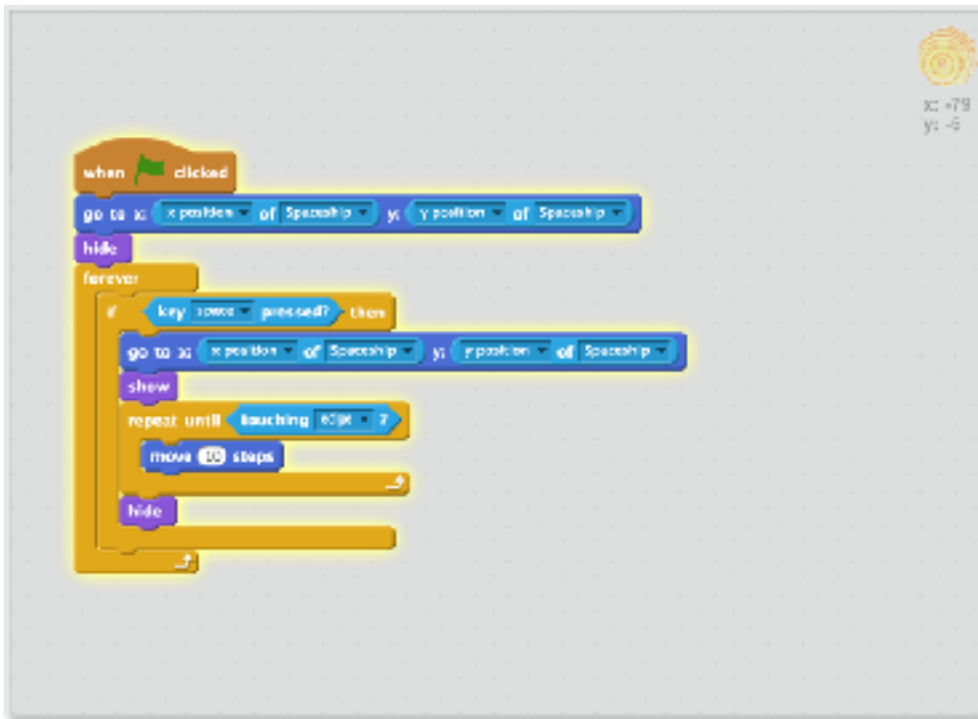 x: -79
y: -6
when clicked
go to x: x position of Spaceship y: y position of Spaceship
hide
forever
if key space pressed? then
go to x: x position of Spaceship y: y position of Spaceship
show
repeat until touching edge ?
move 10 steps
hide